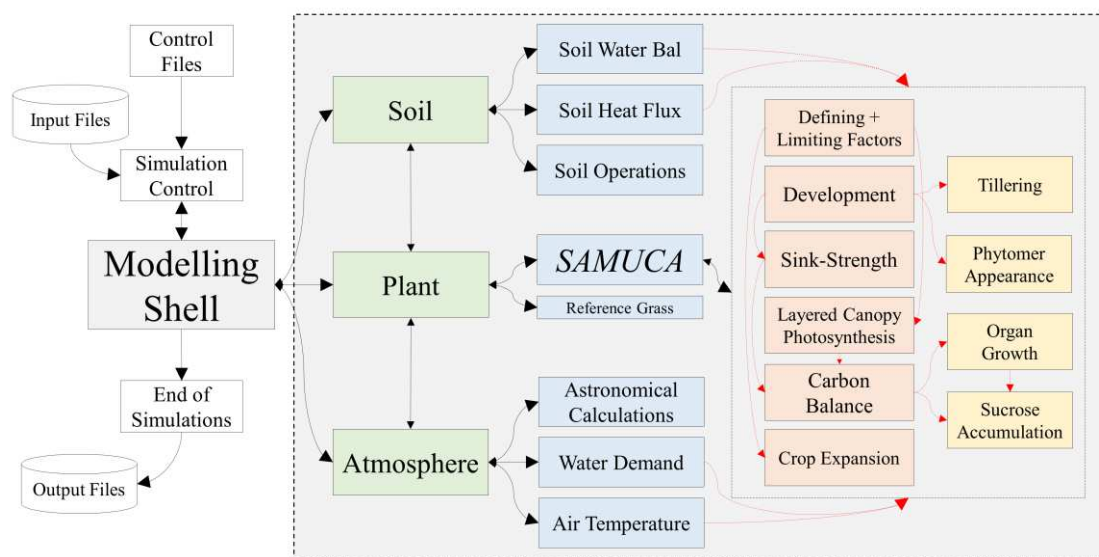 Control
Files
Input Files
Simulation
Control
Modelling
Shell
End of
Simulations
Output Files
Soil
Plant
Atmosphere
Soil Water Bal
Soil Heat Flux
Soil Operations
SAMUCA
Reference Grass
Astronomical
Calculations
Water Demand
Air Temperature
Defining +
Limiting Factors
Development
Sink-Strength
Layered Canopy
Photosynthesis
Carbon
Balance
Crop Expansion
Tillering
Phytomer
Appearance
Organ
Growth
Sucrose
Accumulation